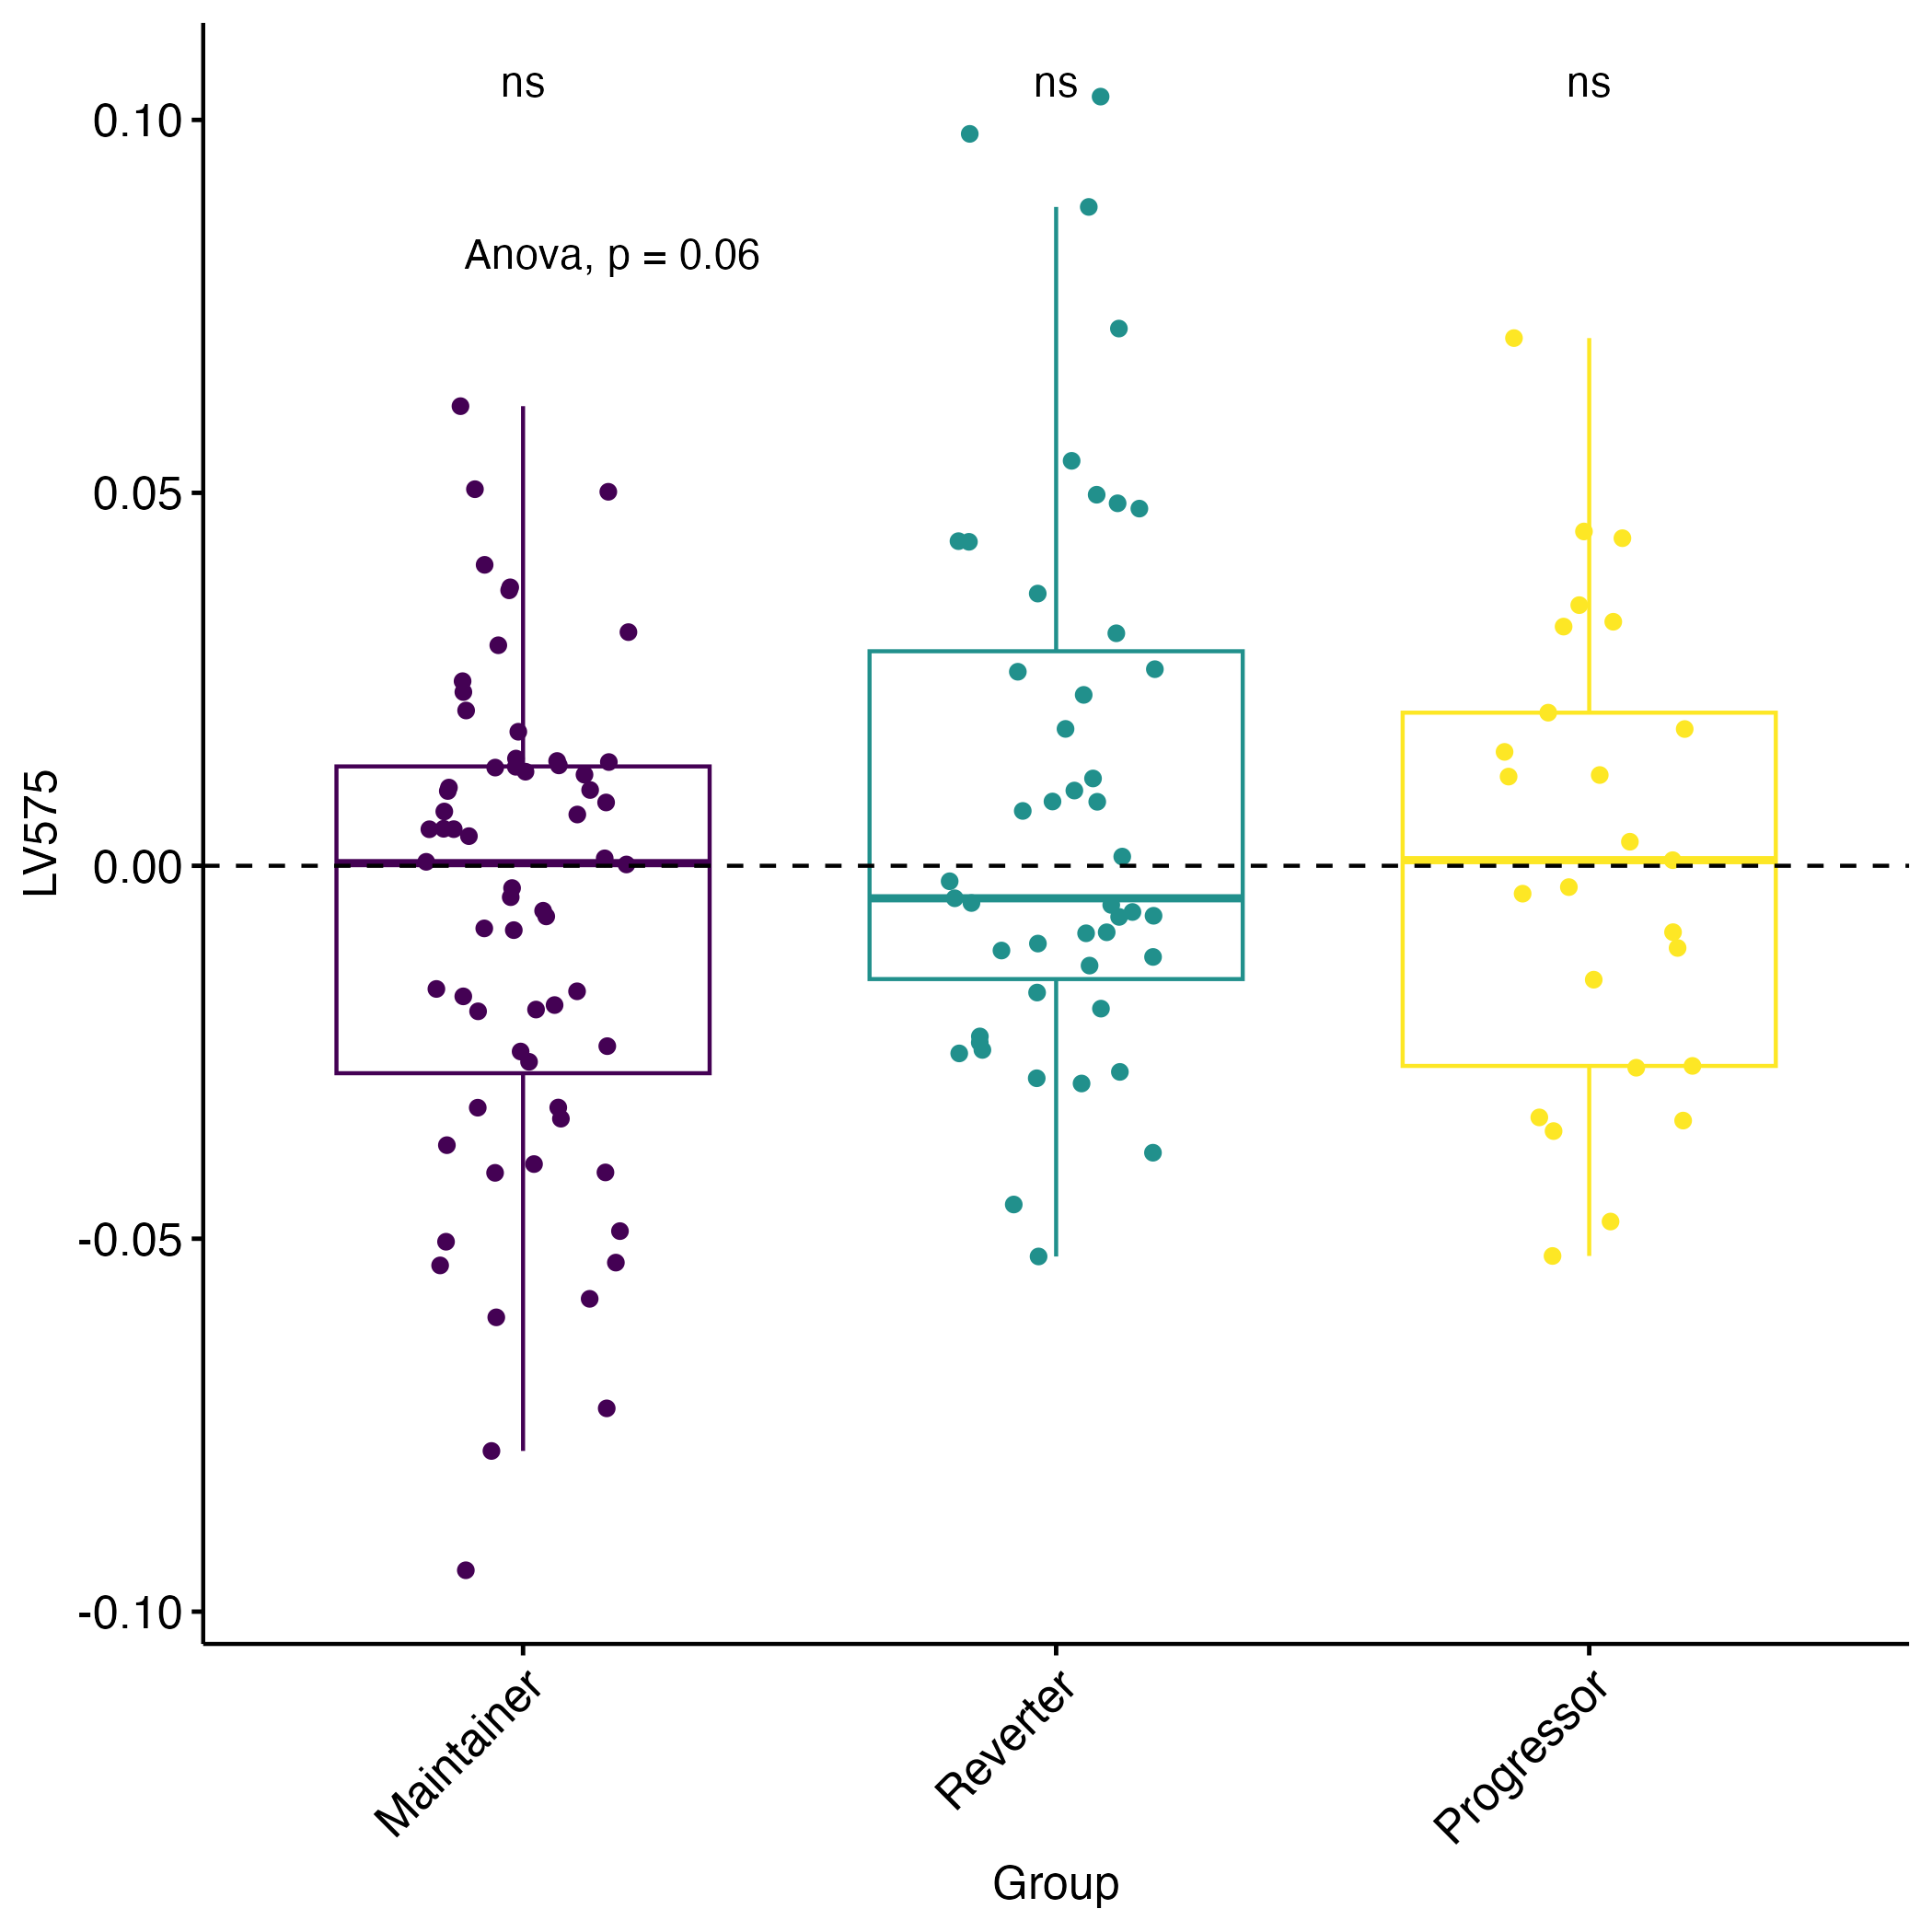 ns ns ns
Anova, p = 0.06
0.10
0.05
0.00
-0.05
-0.10
LV575
Maintainer
Reverter
Progressor
Group